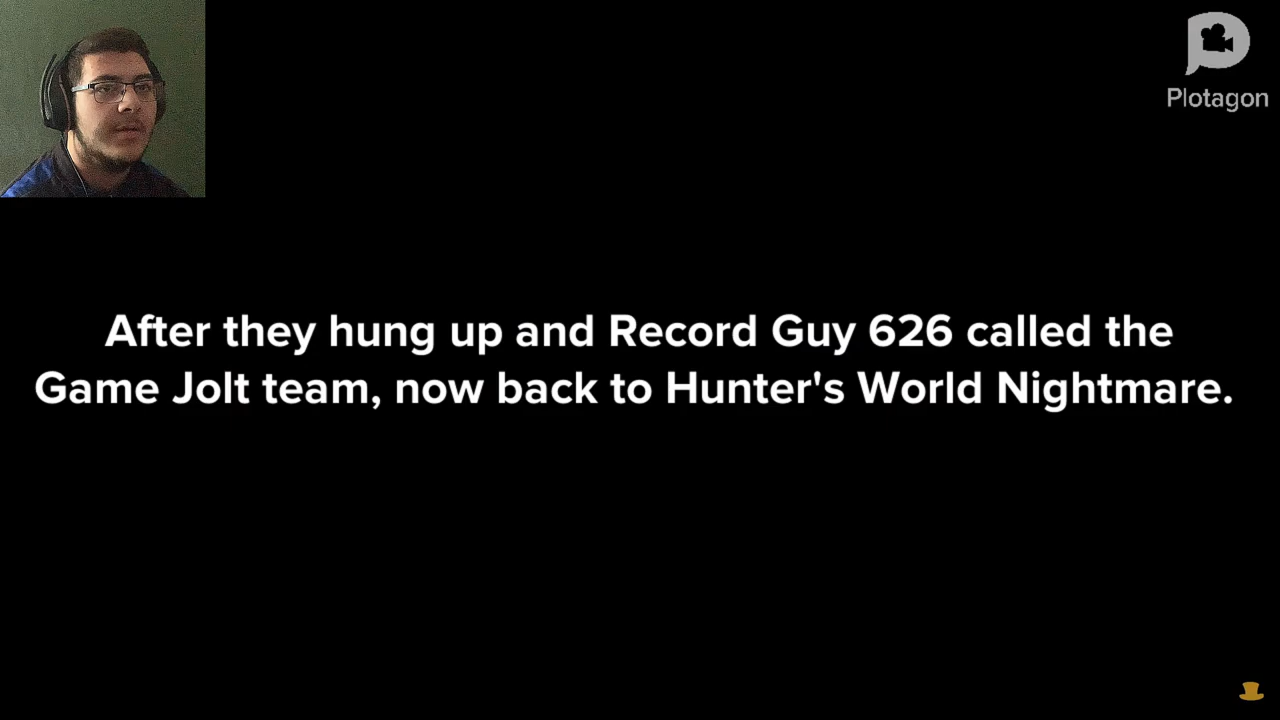 Plotagon
After they hung up and Record Guy 626 called the
Game Jolt team, now back to Hunter's World Nightmare.